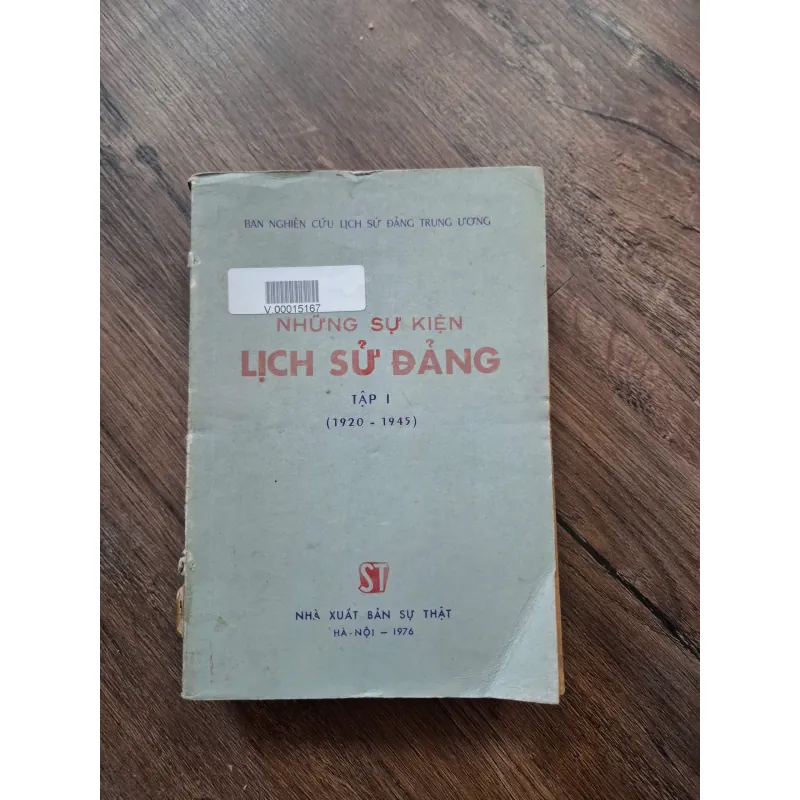 BAN NGHIÊN CỨU LỊCH SỬ ĐẢNG TRUNG ƯƠNG
V 00015167
NHỮNG SỰ KIỆN
LỊCH SỬ ĐẢNG
TẬP I
(1920 - 1945)
ST
NHÀ XUẤT BẢN SỰ THẬT
HÀ-NỘI - 1976